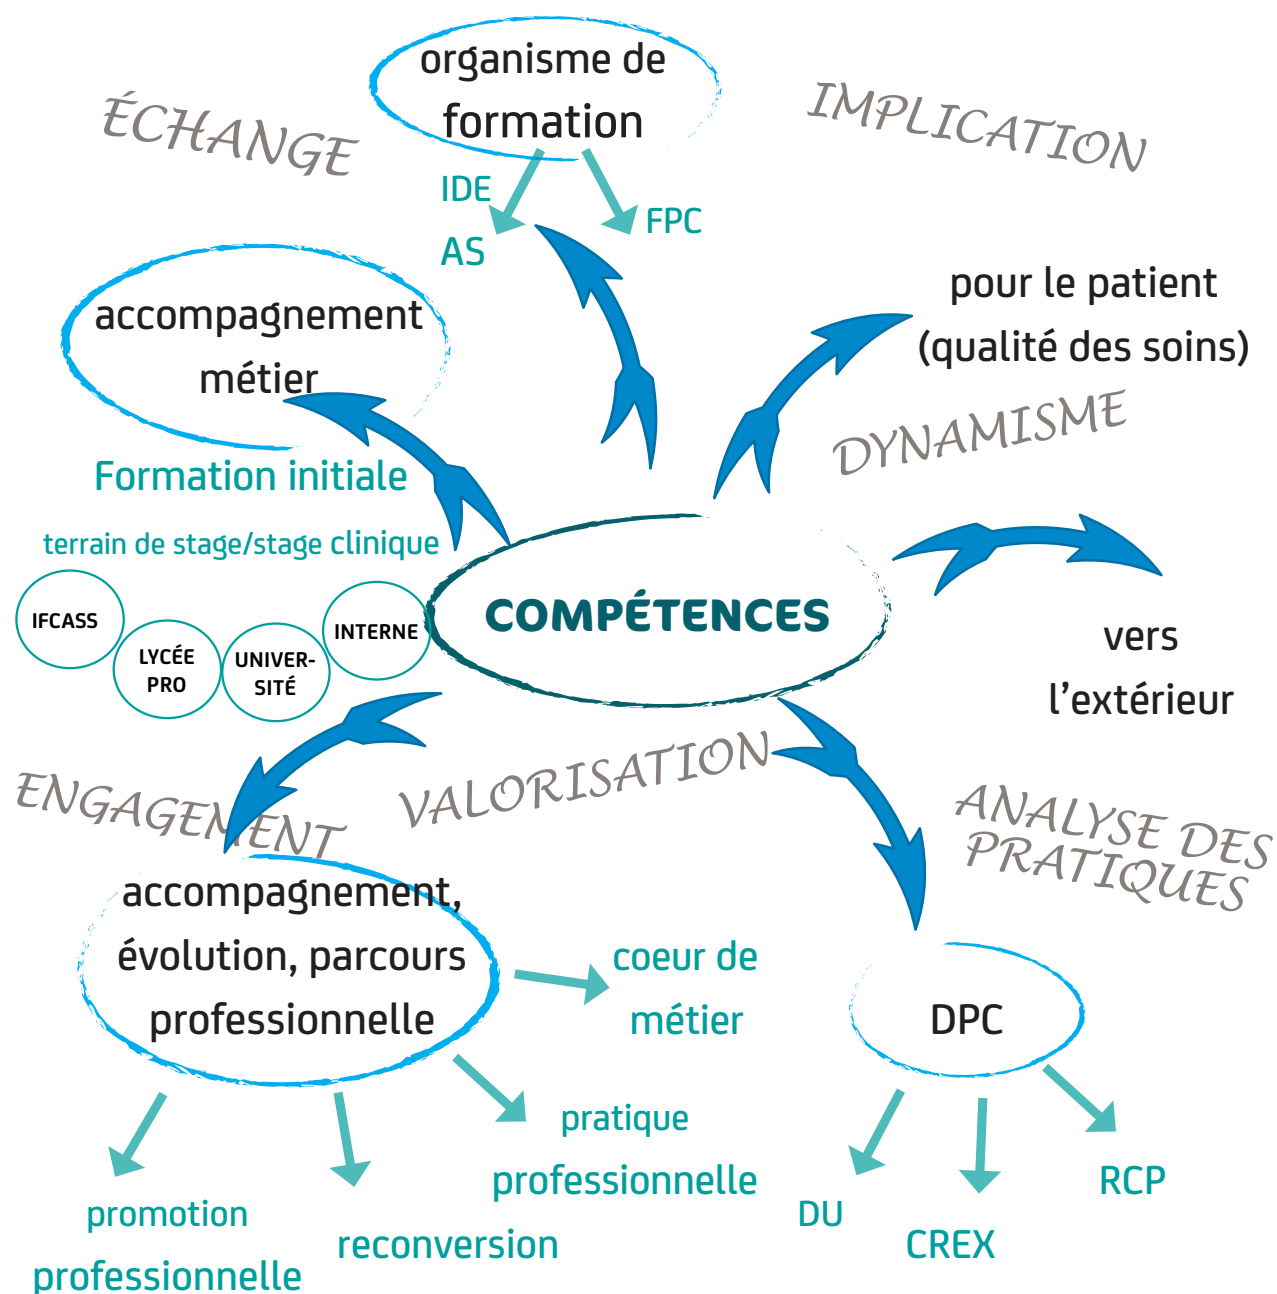 organisme de
formation
ÉCHANGE
IMPLICATION
IDE
AS
FPC
accompagnement
métier
pour le patient
(qualité des soins)
DYNAMISME
Formation initiale
terrain de stage/stage clinique
IFCASS
LYCÉE
PRO
UNIVER-
SITÉ
INTERNE
COMPÉTENCES
vers
l’extérieur
ENGAGEMENT
VALORISATION
ANALYSE DES
PRATIQUES
accompagnement,
évolution, parcours
professionnelle
coeur de
métier
pratique
professionnelle
reconversion
promotion
professionnelle
DPC
DU
CREX
RCP